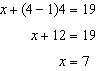 x + (4 − 1)4 = 19
x + 12 = 19
x = 7